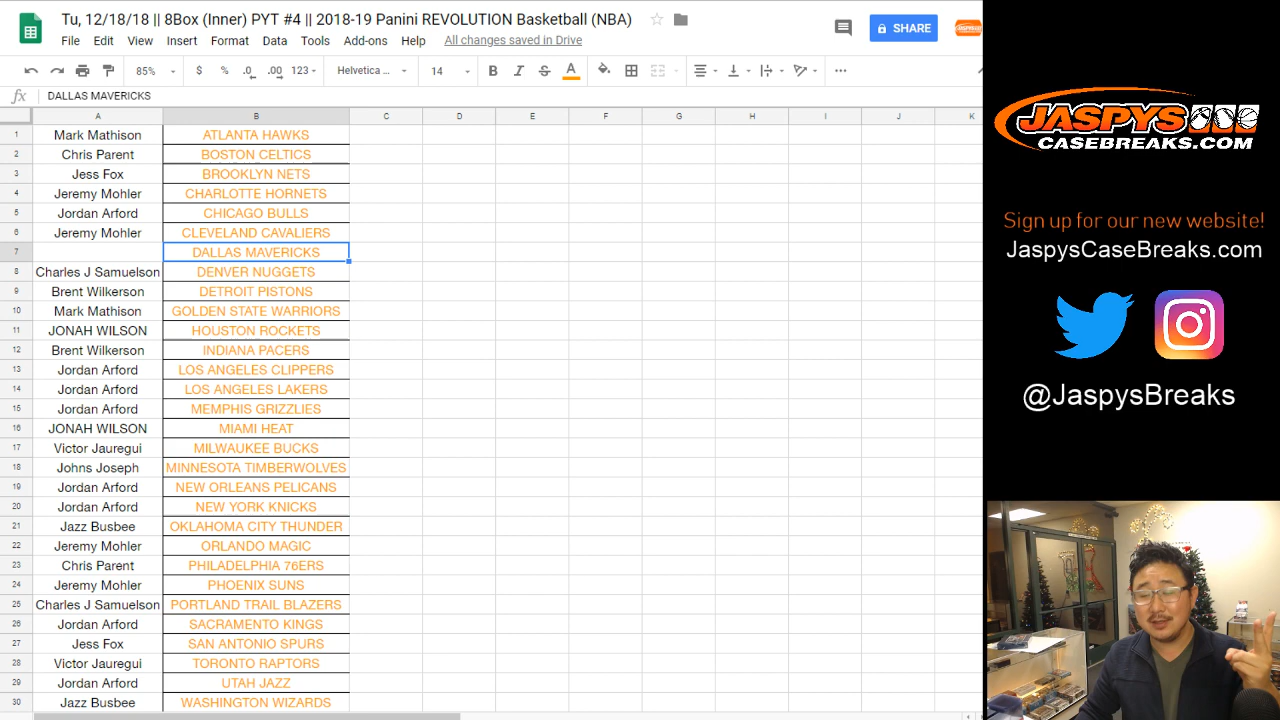 Tu, 12/18/18 || 8Box (Inner) PYT #4 || 2018-19 Panini REVOLUTION Basketball (NBA)
File Edit View Insert Format Tools Add-ons Help All changes saved in Drive
SHARE
85% $ % .0 .00 123 Helvetica ... 14 B I S A
fx DALLAS MAVERICKS
A B C D E F G H I J K
1 Mark Mathison ATLANTA HAWKS
2 Chris Parent BOSTON CELTICS
3 Jess Fox BROOKLYN NETS
4 Jeremy Mohler CHARLOTTE HORNETS
5 Jordan Arford CHICAGO BULLS
6 Jeremy Mohler CLEVELAND CAVALIERS
7 DALLAS MAVERICKS
8 Charles J Samuelson DENVER NUGGETS
9 Brent Wilkerson DETROIT PISTONS
10 Mark Mathison GOLDEN STATE WARRIORS
11 JONAH WILSON HOUSTON ROCKETS
12 Brent Wilkerson INDIANA PACERS
13 Jordan Arford LOS ANGELES CLIPPERS
14 Jordan Arford LOS ANGELES LAKERS
15 Jordan Arford MEMPHIS GRIZZLIES
16 JONAH WILSON MIAMI HEAT
17 Victor Jauregui MILWAUKEE BUCKS
18 Johns Joseph MINNESOTA TIMBERWOLVES
19 Jordan Arford NEW ORLEANS PELICANS
20 Jordan Arford NEW YORK KNICKS
21 Jazz Busbee OKLAHOMA CITY THUNDER
22 Jeremy Mohler ORLANDO MAGIC
23 Chris Parent PHILADELPHIA 76ERS
24 Jeremy Mohler PHOENIX SUNS
25 Charles J Samuelson PORTLAND TRAIL BLAZERS
26 Jordan Arford SACRAMENTO KINGS
27 Jess Fox SAN ANTONIO SPURS
28 Victor Jauregui TORONTO RAPTORS
29 Jordan Arford UTAH JAZZ
30 Jazz Busbee WASHINGTON WIZARDS
JASPYS
CASEBREAKS.COM
Sign up for our new website!
JaspysCaseBreaks.com
@JaspysBreaks